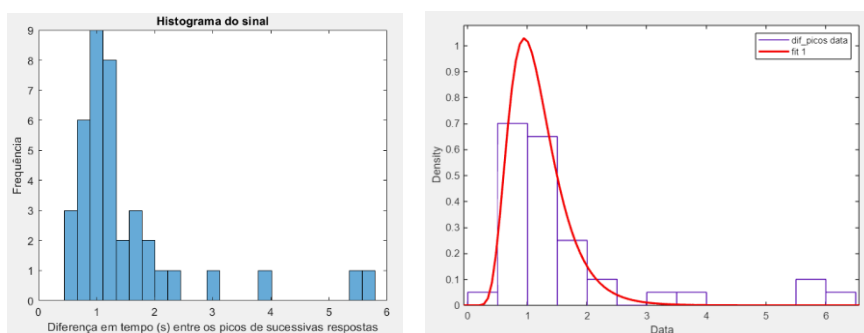 Histograma do sinal
9
8
7
6
5
4
3
2
1
0
Frequência
0 1 2 3 4 5 6
Diferença em tempo (s) entre os picos de sucessivas respostas
dif_picos data
fit 1
1
0.9
0.8
0.7
0.6
0.5
0.4
0.3
0.2
0.1
0
Density
0 1 2 3 4 5 6
Data